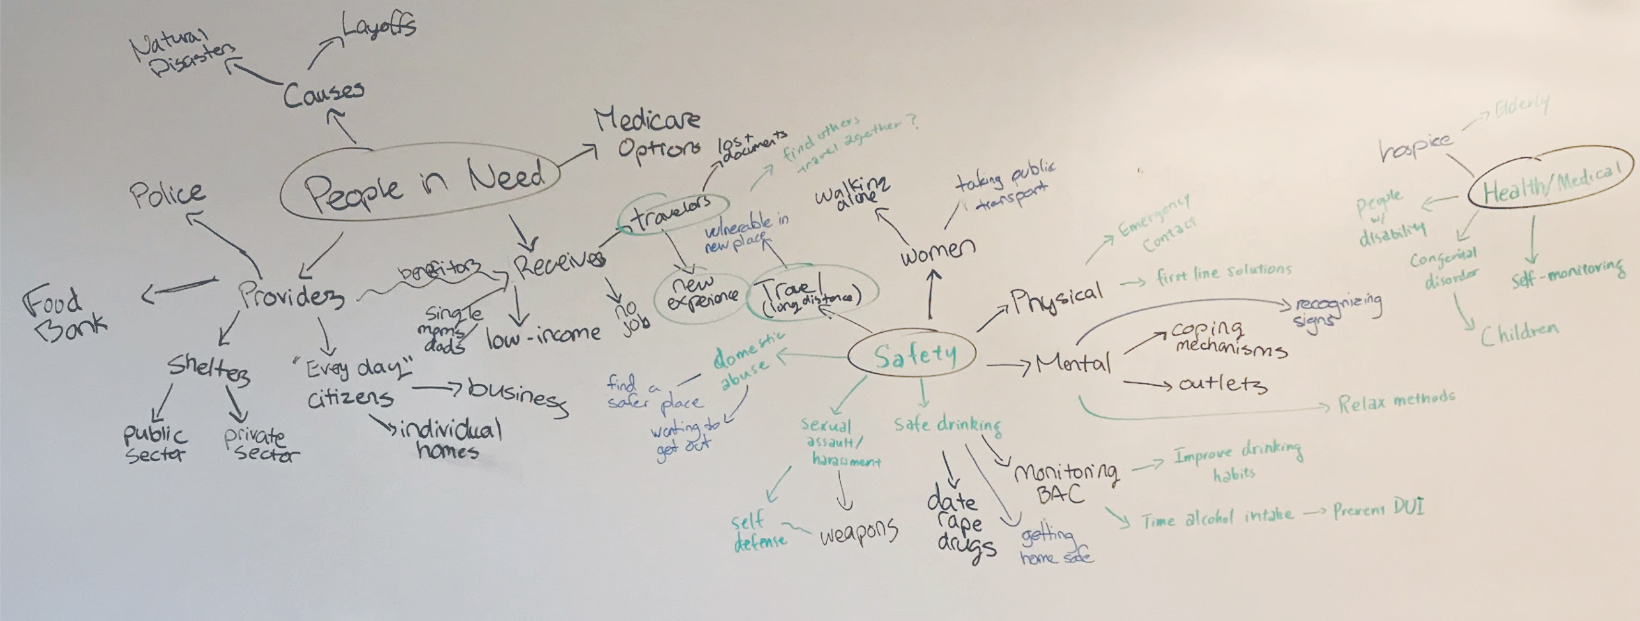 Natural
Disasters
Layoffs
Causes
People in Need
Medicare
Options
Police
Food
Bank
Provider
benefitors
Receiver
Shelter
public
sector
private
sector
"Every day"
citizens
business
individual
homes
Single
moms/
dads
low-income
no
job
travelers
lost
documents
find others
travel together?
new
experience
vulnerable in
new place
Travel
(long distance)
Safety
women
walking
alone
taking public
transport
Physical
Emergency
Contact
first line solutions
Mental
recognizing
signs
coping
mechanisms
outlets
Relax methods
domestic
abuse
find a
safer place
wanting to
get out
sexual
assault/
harassment
self
defense
weapons
Safe drinking
date
rape
drugs
getting
home safe
Monitoring
BAC
Improve drinking
habits
Time alcohol intake → Prevent DUI
Health/Medical
hospice
Elderly
people
w/
disability
Congenial
disorder
Children
Self-monitoring